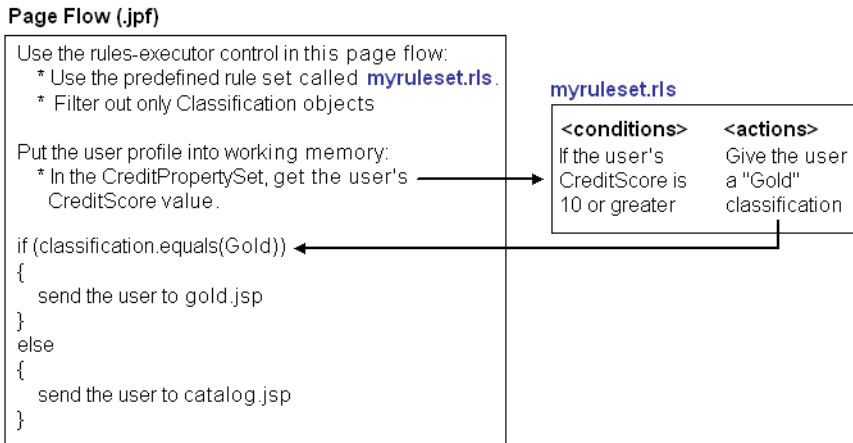 Page Flow (.jpf)
Use the rules-executor control in this page flow:
* Use the predefined rule set called myruleset.rls.
* Filter out only Classification objects
Put the user profile into working memory:
* In the CreditPropertySet, get the user's
CreditScore value.
if (classification.equals(Gold))
{
send the user to gold.jsp
}
else
{
send the user to catalog.jsp
}
myruleset.rls
<conditions>
If the user's
CreditScore is
10 or greater
<actions>
Give the user
a "Gold"
classification